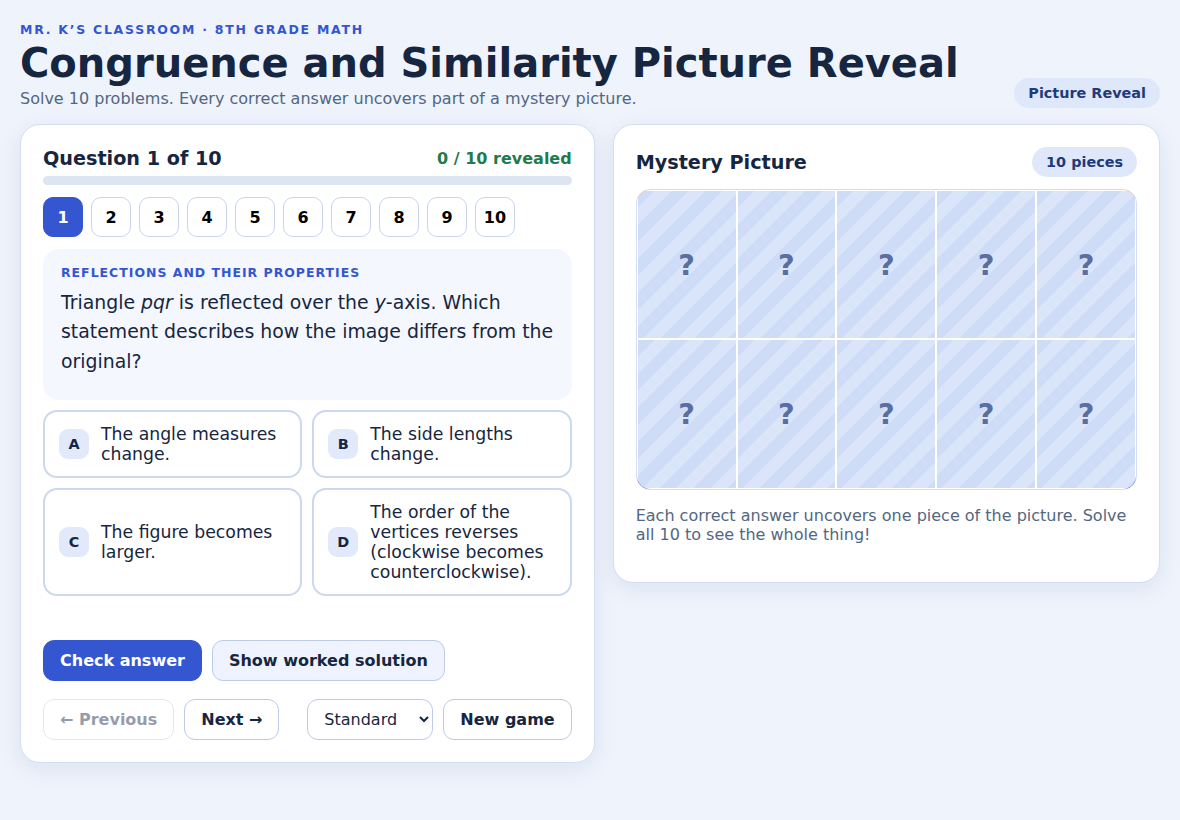 MR. K’S CLASSROOM · 8TH GRADE MATH
Congruence and Similarity Picture Reveal
Solve 10 problems. Every correct answer uncovers part of a mystery picture.
Picture Reveal
Question 1 of 10
0 / 10 revealed
1 2 3 4 5 6 7 8 9 10
REFLECTIONS AND THEIR PROPERTIES
Triangle pqr is reflected over the y-axis. Which
statement describes how the image differs from the
original?
A
The angle measures
change.
B
The side lengths
change.
C
The figure becomes
larger.
D
The order of the
vertices reverses
(clockwise becomes
counterclockwise).
Check answer
Show worked solution
← Previous
Next →
Standard
New game
Mystery Picture
10 pieces
? ? ? ? ?
? ? ? ? ?
Each correct answer uncovers one piece of the picture. Solve
all 10 to see the whole thing!